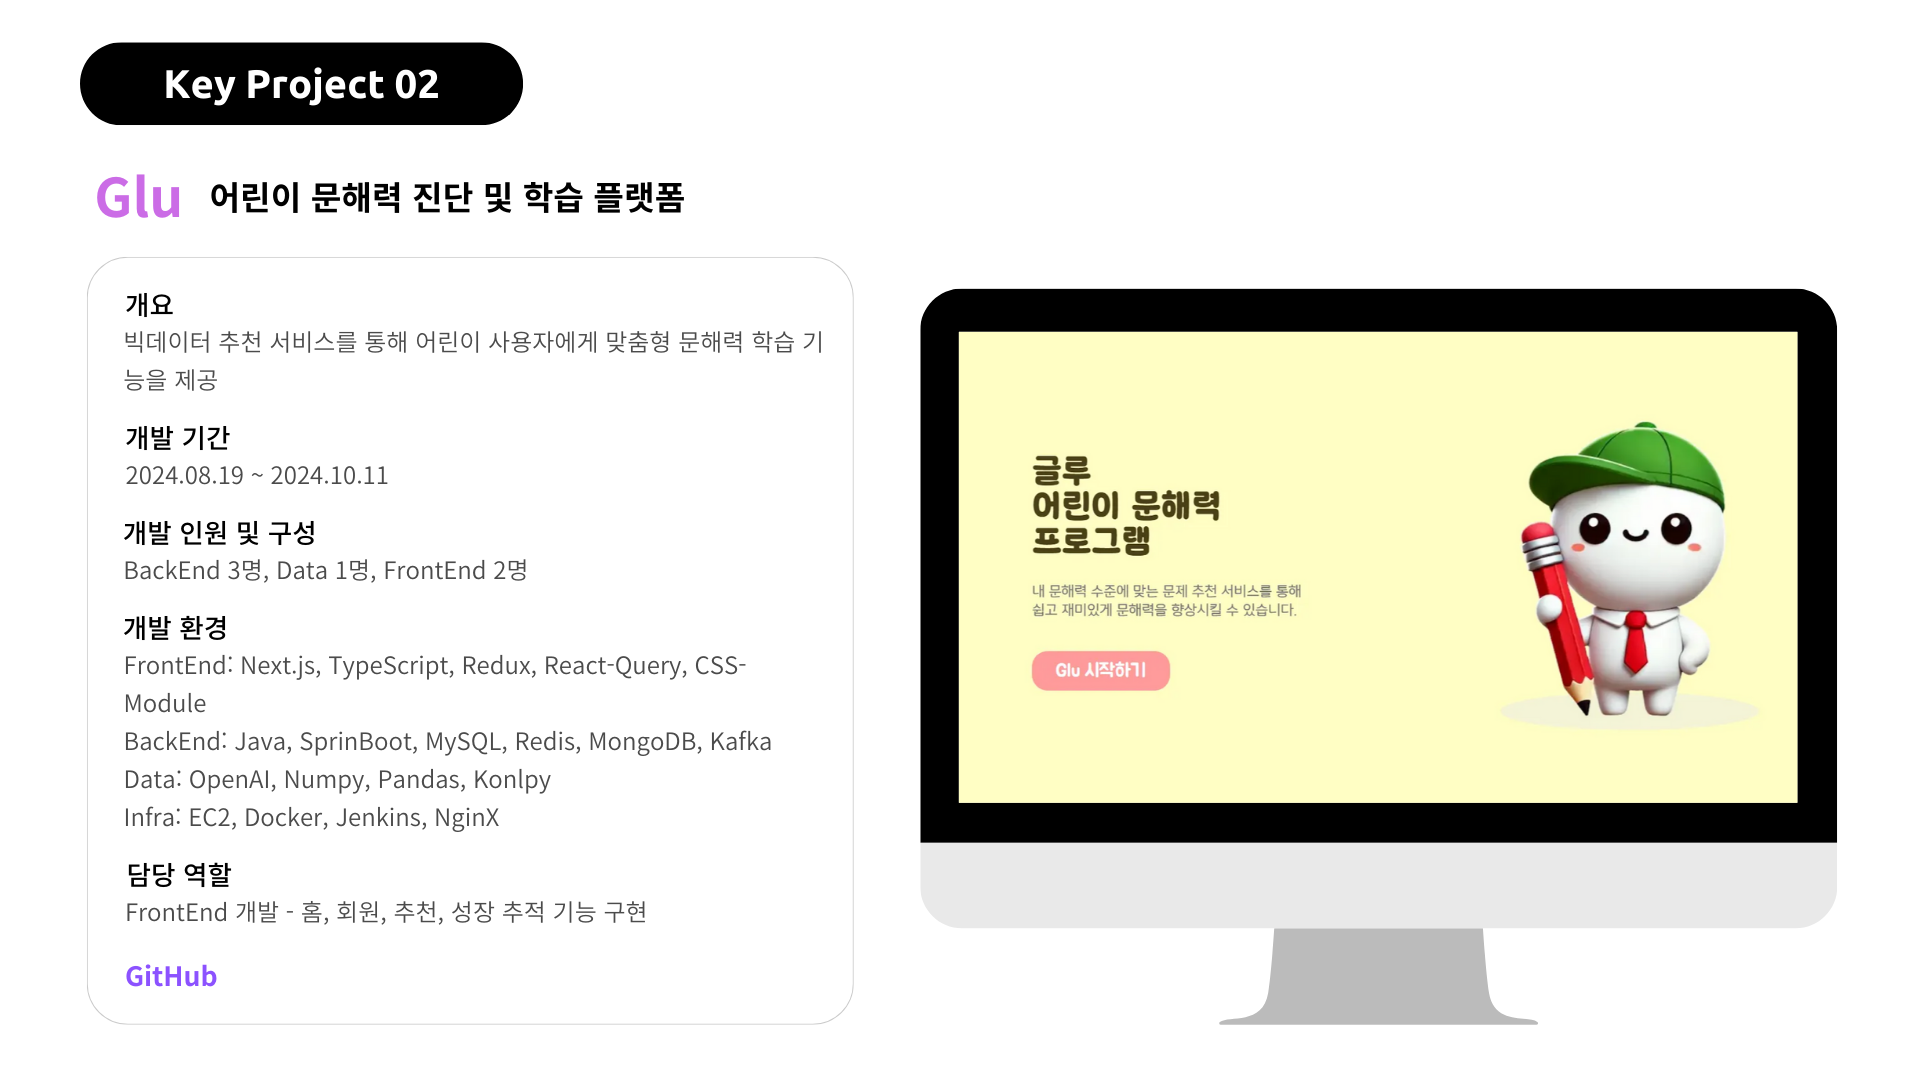 Key Project 02
Glu 어린이 문해력 진단 및 학습 플랫폼
개요
빅데이터 추천 서비스를 통해 어린이 사용자에게 맞춤형 문해력 학습 기
능을 제공
개발 기간
2024.08.19 ~ 2024.10.11
개발 인원 및 구성
BackEnd 3명, Data 1명, FrontEnd 2명
개발 환경
FrontEnd: Next.js, TypeScript, Redux, React-Query, CSS-
Module
BackEnd: Java, SprinBoot, MySQL, Redis, MongoDB, Kafka
Data: OpenAI, Numpy, Pandas, Konlpy
Infra: EC2, Docker, Jenkins, NginX
담당 역할
FrontEnd 개발 - 홈, 회원, 추천, 성장 추적 기능 구현
GitHub
글루
어린이 문해력
프로그램
내 문해력 수준에 맞는 문제 추천 서비스를 통해
쉽고 재미있게 문해력을 향상시킬 수 있습니다.
Glu 시작하기